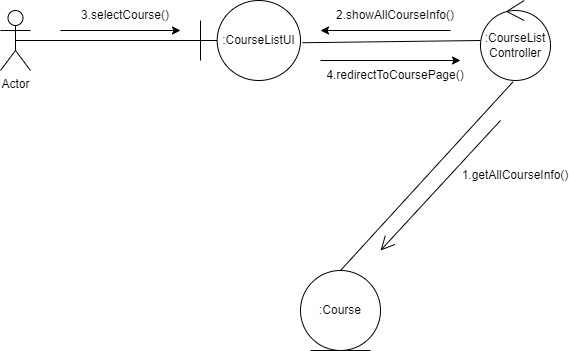 3.selectCourse()
2.showAllCourseInfo()
:CourseListUI
:CourseList
Controller
4.redirectToCoursePage()
Actor
1.getAllCourseInfo()
:Course